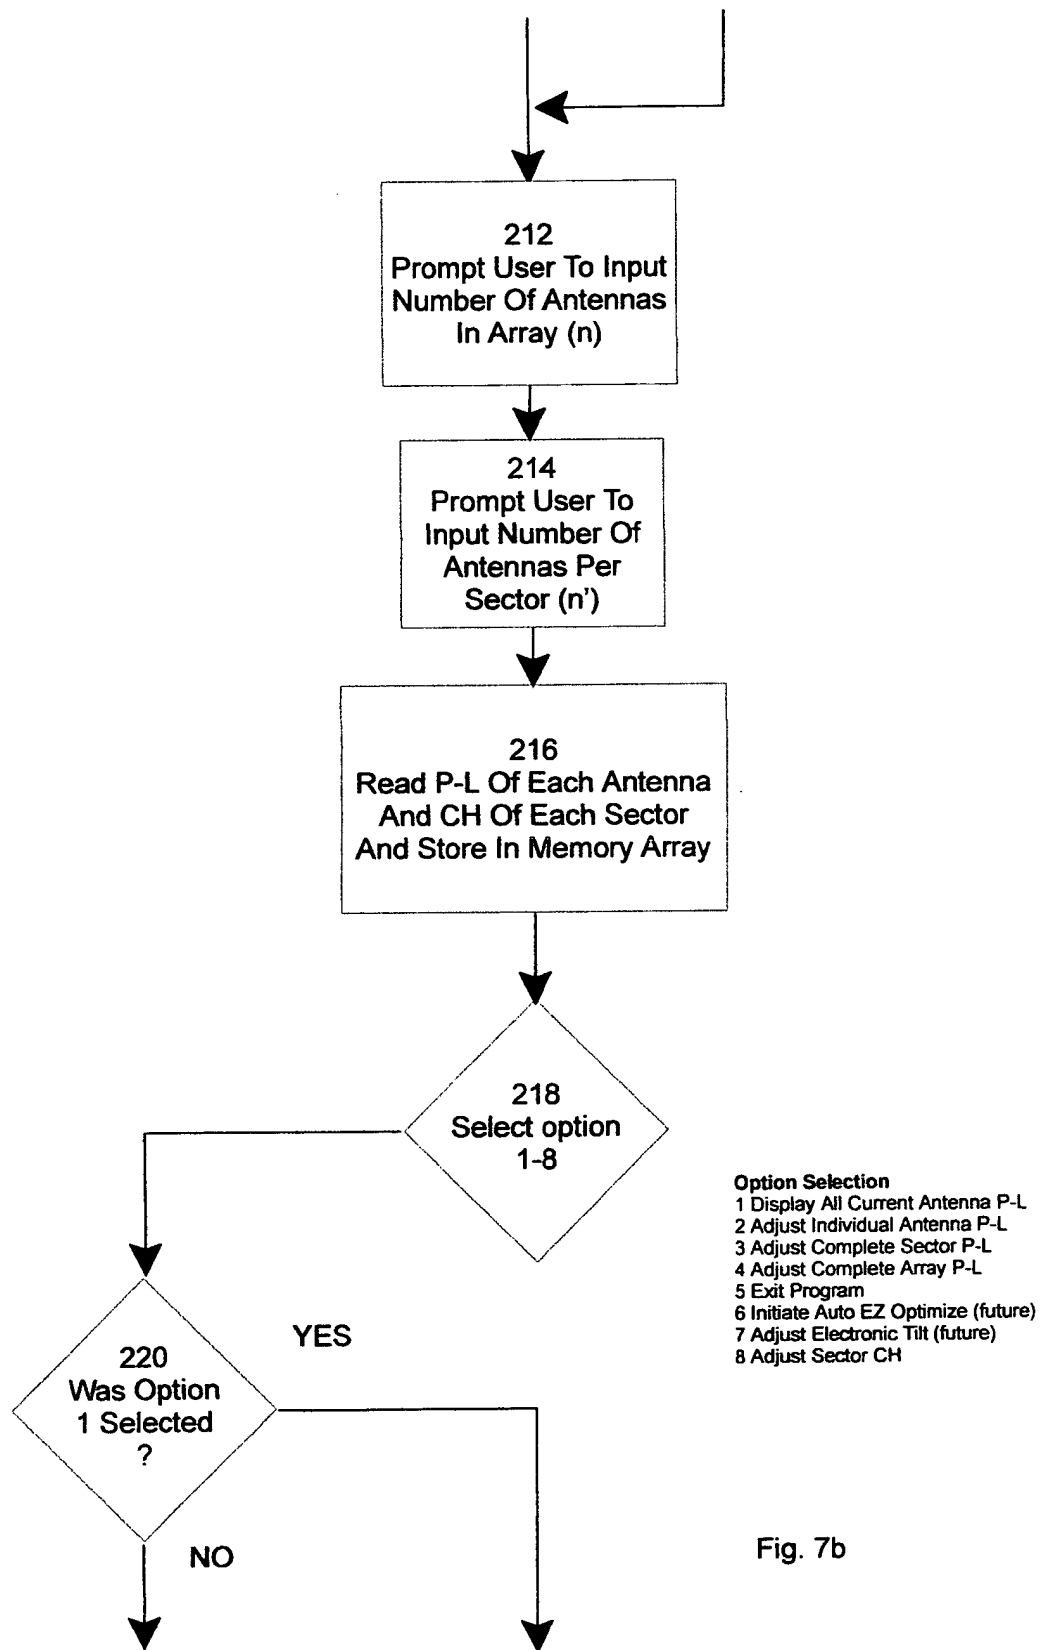 212
Prompt User To Input
Number Of Antennas
In Array (n)
214
Prompt User To
Input Number Of
Antennas Per
Sector (n')
216
Read P-L Of Each Antenna
And CH Of Each Sector
And Store In Memory Array
218
Select option
1-8
Option Selection
1 Display All Current Antenna P-L
2 Adjust Individual Antenna P-L
3 Adjust Complete Sector P-L
4 Adjust Complete Array P-L
5 Exit Program
6 Initiate Auto EZ Optimize (future)
7 Adjust Electronic Tilt (future)
8 Adjust Sector CH
220
Was Option
1 Selected
?
YES
NO
Fig. 7b